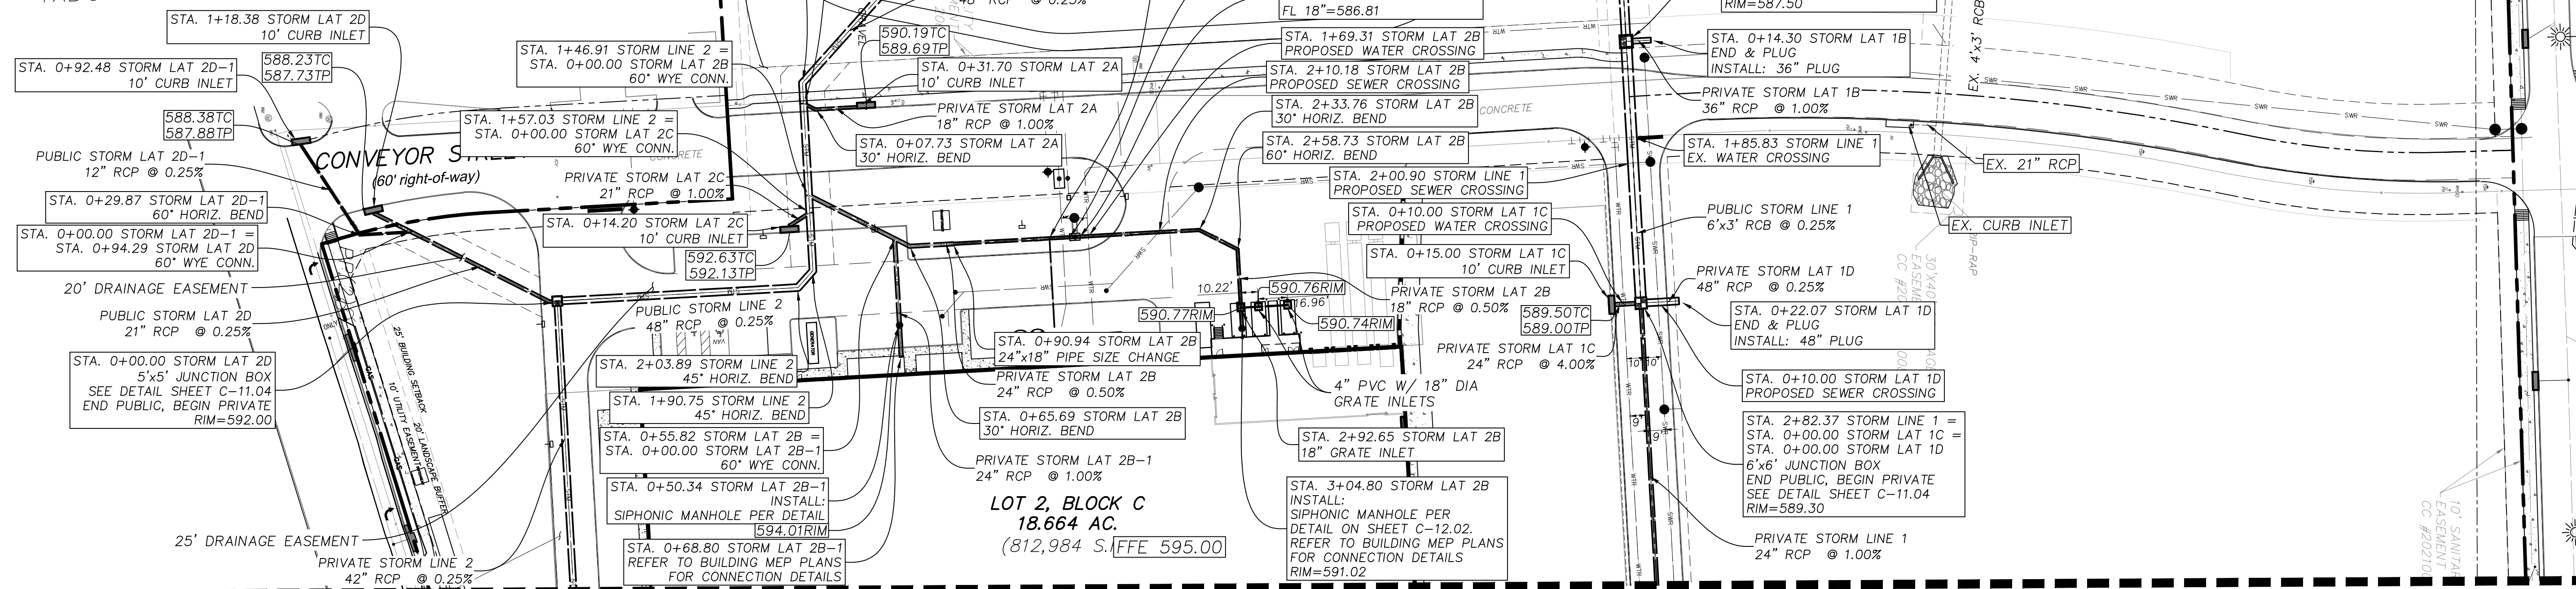 STA. 1+18.38 STORM LAT 2D
10' CURB INLET
STA. 0+92.48 STORM LAT 2D-1
10' CURB INLET
588.23TC
587.73TP
588.38TC
587.88TP
PUBLIC STORM LAT 2D-1
12" RCP @ 0.25%
STA. 0+29.87 STORM LAT 2D-1
60° HORIZ. BEND
STA. 0+00.00 STORM LAT 2D-1 =
STA. 0+94.29 STORM LAT 2D
60° WYE CONN.
20' DRAINAGE EASEMENT
PUBLIC STORM LAT 2D
21" RCP @ 0.25%
STA. 0+00.00 STORM LAT 2D
5'x5' JUNCTION BOX
SEE DETAIL SHEET C-11.04
END PUBLIC, BEGIN PRIVATE
RIM=592.00
25' DRAINAGE EASEMENT
PRIVATE STORM LINE 2
42" RCP @ 0.25%
ONLY
GAS
25' BUILDING SETBACK
10' UTILITY EASEMENT
20' LANDSCAPE BUFFER
GAS
CONVEYOR
(60' right-of-way)
STA. 1+46.91 STORM LINE 2 =
STA. 0+00.00 STORM LAT 2B
60° WYE CONN.
STA. 1+57.03 STORM LINE 2 =
STA. 0+00.00 STORM LAT 2C
60° WYE CONN.
CONCRETE
PRIVATE STORM LAT 2C
21" RCP @ 1.00%
STA. 0+14.20 STORM LAT 2C
10' CURB INLET
592.63TC
592.13TP
PUBLIC STORM LINE 2
48" RCP @ 0.25%
VAN
GENERATOR
STA. 2+03.89 STORM LINE 2
45° HORIZ. BEND
STA. 1+90.75 STORM LINE 2
45° HORIZ. BEND
STA. 0+55.82 STORM LAT 2B =
STA. 0+00.00 STORM LAT 2B-1
60° WYE CONN.
STA. 0+50.34 STORM LAT 2B-1
INSTALL:
SIPHONIC MANHOLE PER DETAIL
594.01RIM
STA. 0+68.80 STORM LAT 2B-1
REFER TO BUILDING MEP PLANS
FOR CONNECTION DETAILS
48" RCP @ 0.25%
590.19TC
589.69TP
STA. 0+31.70 STORM LAT 2A
10' CURB INLET
PRIVATE STORM LAT 2A
18" RCP @ 1.00%
STA. 0+07.73 STORM LAT 2A
30° HORIZ. BEND
STA. 0+90.94 STORM LAT 2B
24"x18" PIPE SIZE CHANGE
PRIVATE STORM LAT 2B
24" RCP @ 0.50%
STA. 0+65.69 STORM LAT 2B
30° HORIZ. BEND
PRIVATE STORM LAT 2B-1
24" RCP @ 1.00%
LOT 2, BLOCK C
18.664 AC.
(812,984 S.F
FFE 595.00
FL 18"=586.81
STA. 1+69.31 STORM LAT 2B
PROPOSED WATER CROSSING
STA. 2+10.18 STORM LAT 2B
PROPOSED SEWER CROSSING
STA. 2+33.76 STORM LAT 2B
30° HORIZ. BEND
CONCRETE
STA. 2+58.73 STORM LAT 2B
60° HORIZ. BEND
STA. 2+00.90 STORM LINE 1
PROPOSED SEWER CROSSING
STA. 0+10.00 STORM LAT 1C
PROPOSED WATER CROSSING
STA. 0+15.00 STORM LAT 1C
10' CURB INLET
10.22'
590.76RIM
16.96'
590.77RIM
590.74RIM
PRIVATE STORM LAT 2B
18" RCP @ 0.50%
589.50TC
589.00TP
PRIVATE STORM LAT 1C
24" RCP @ 4.00%
4" PVC W/ 18" DIA
GRATE INLETS
STA. 2+92.65 STORM LAT 2B
18" GRATE INLET
STA. 3+04.80 STORM LAT 2B
INSTALL:
SIPHONIC MANHOLE PER
DETAIL ON SHEET C-12.02.
REFER TO BUILDING MEP PLANS
FOR CONNECTION DETAILS
RIM=591.02
RIM=587.50
STA. 0+14.30 STORM LAT 1B
END & PLUG
INSTALL: 36" PLUG
PRIVATE STORM LAT 1B
36" RCP @ 1.00%
STA. 1+85.83 STORM LINE 1
EX. WATER CROSSING
PUBLIC STORM LINE 1
6'x3' RCB @ 0.25%
PRIVATE STORM LAT 1D
48" RCP @ 0.25%
STA. 0+22.07 STORM LAT 1D
END & PLUG
INSTALL: 48" PLUG
10' 10'
STA. 0+10.00 STORM LAT 1D
PROPOSED SEWER CROSSING
9'
9'
STA. 2+82.37 STORM LINE 1 =
STA. 0+00.00 STORM LAT 1C =
STA. 0+00.00 STORM LAT 1D
6'x6' JUNCTION BOX
END PUBLIC, BEGIN PRIVATE
SEE DETAIL SHEET C-11.04
RIM=589.30
PRIVATE STORM LINE 1
24" RCP @ 1.00%
EX. 4'x3' RCB
EX. 21" RCP
EX. CURB INLET
RIP-RAP
SWR
SWR
SWR
SWR
SWR
10' SANITAR
EASEMENT